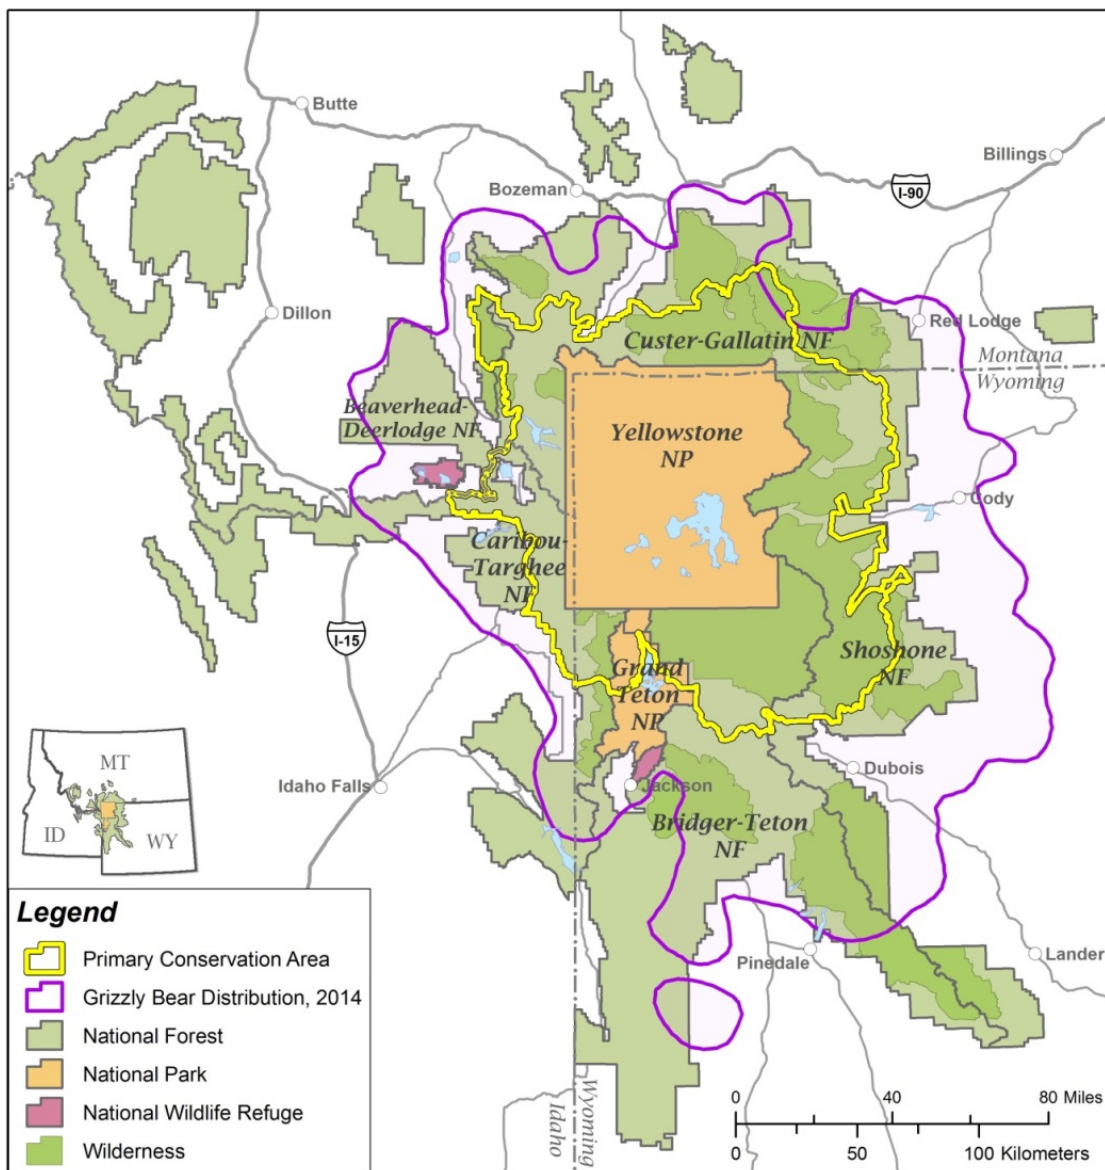 Butte
Billings
Bozeman
I-90
Dillon
Red Lodge
Custer-Gallatin NF
Montana
Wyoming
Beaverhead-
Deerlodge NF
Yellowstone
NP
Cody
Caribou-
Targhee
NF
I-15
Shoshone
NF
Grand
Teton
NP
Dubois
Idaho Falls
Jackson
MT
ID
WY
Bridger-Teton
NF
Legend
Primary Conservation Area
Grizzly Bear Distribution, 2014
National Forest
National Park
National Wildlife Refuge
Wilderness
Pinedale
Lander
Wyoming
Idaho
0 40 80 Miles
0 50 100 Kilometers